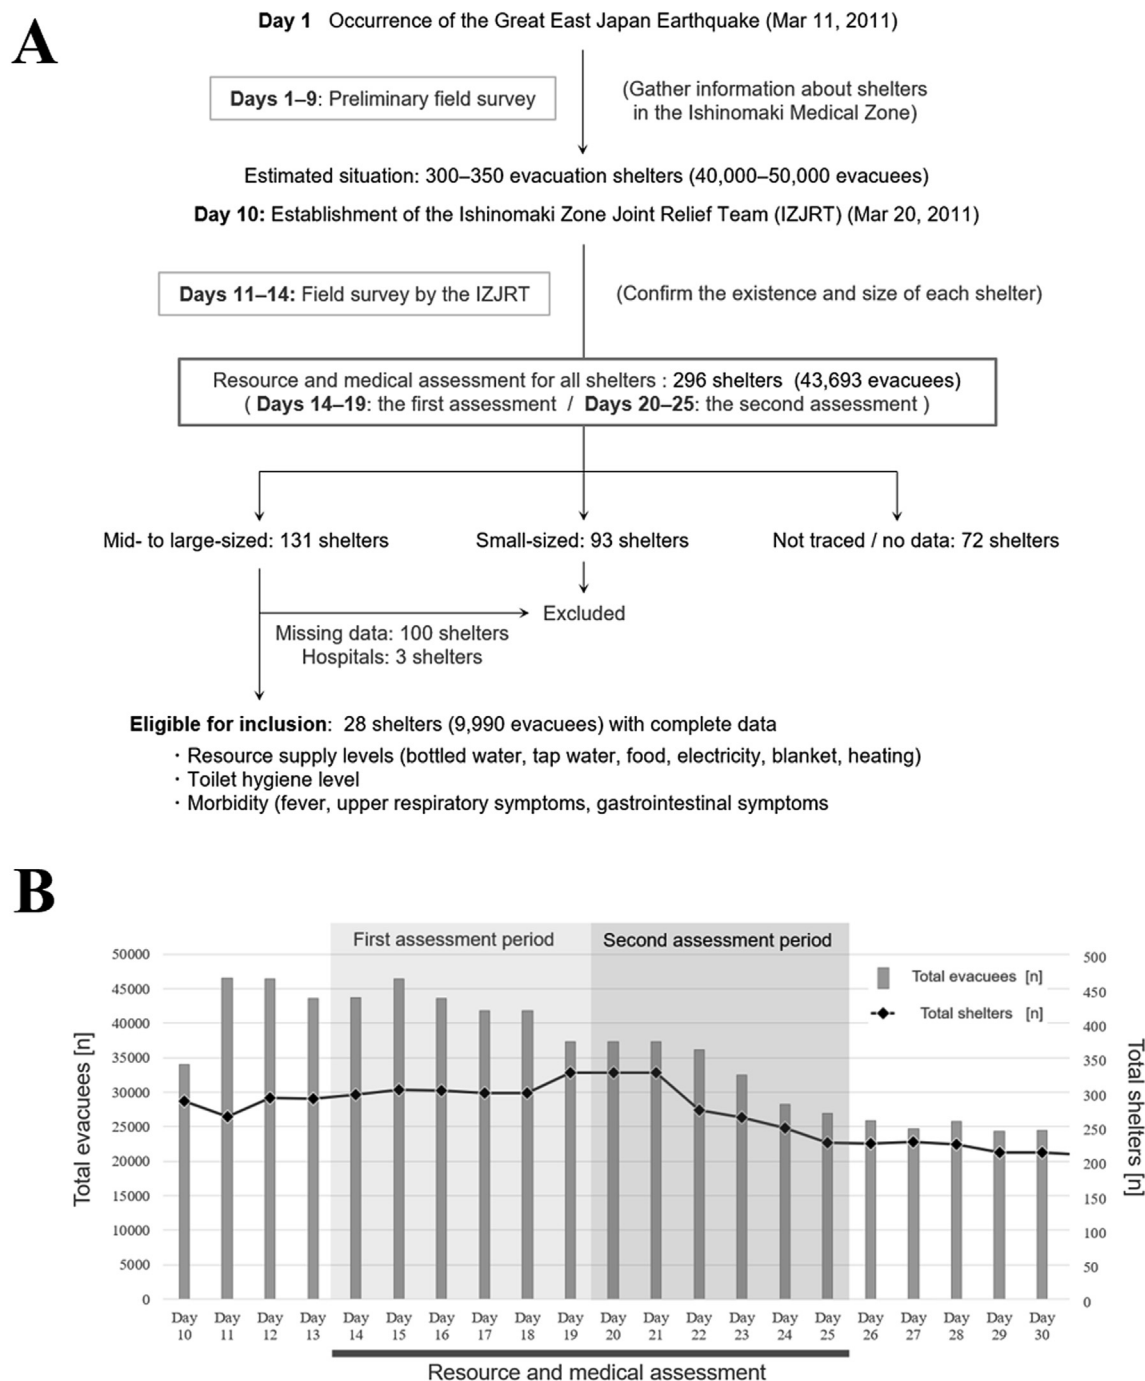 A
Day 1 Occurrence of the Great East Japan Earthquake (Mar 11, 2011)
Days 1–9: Preliminary field survey
(Gather information about shelters
in the Ishinomaki Medical Zone)
Estimated situation: 300–350 evacuation shelters (40,000–50,000 evacuees)
Day 10: Establishment of the Ishinomaki Zone Joint Relief Team (IZJRT) (Mar 20, 2011)
Days 11–14: Field survey by the IZJRT
(Confirm the existence and size of each shelter)
Resource and medical assessment for all shelters : 296 shelters (43,693 evacuees)
( Days 14–19: the first assessment / Days 20–25: the second assessment )
Mid- to large-sized: 131 shelters
Small-sized: 93 shelters
Not traced / no data: 72 shelters
Excluded
Missing data: 100 shelters
Hospitals: 3 shelters
Eligible for inclusion: 28 shelters (9,990 evacuees) with complete data
・Resource supply levels (bottled water, tap water, food, electricity, blanket, heating)
・Toilet hygiene level
・Morbidity (fever, upper respiratory symptoms, gastrointestinal symptoms
B
First assessment period
Second assessment period
Total evacuees [n]
Total shelters [n]
Total evacuees [n]
50000
45000
40000
35000
30000
25000
20000
15000
10000
5000
0
Total shelters [n]
500
450
400
350
300
250
200
150
100
50
0
Day Day Day Day Day Day Day Day Day Day Day Day Day Day Day Day Day Day Day Day Day
10 11 12 13 14 15 16 17 18 19 20 21 22 23 24 25 26 27 28 29 30
Resource and medical assessment